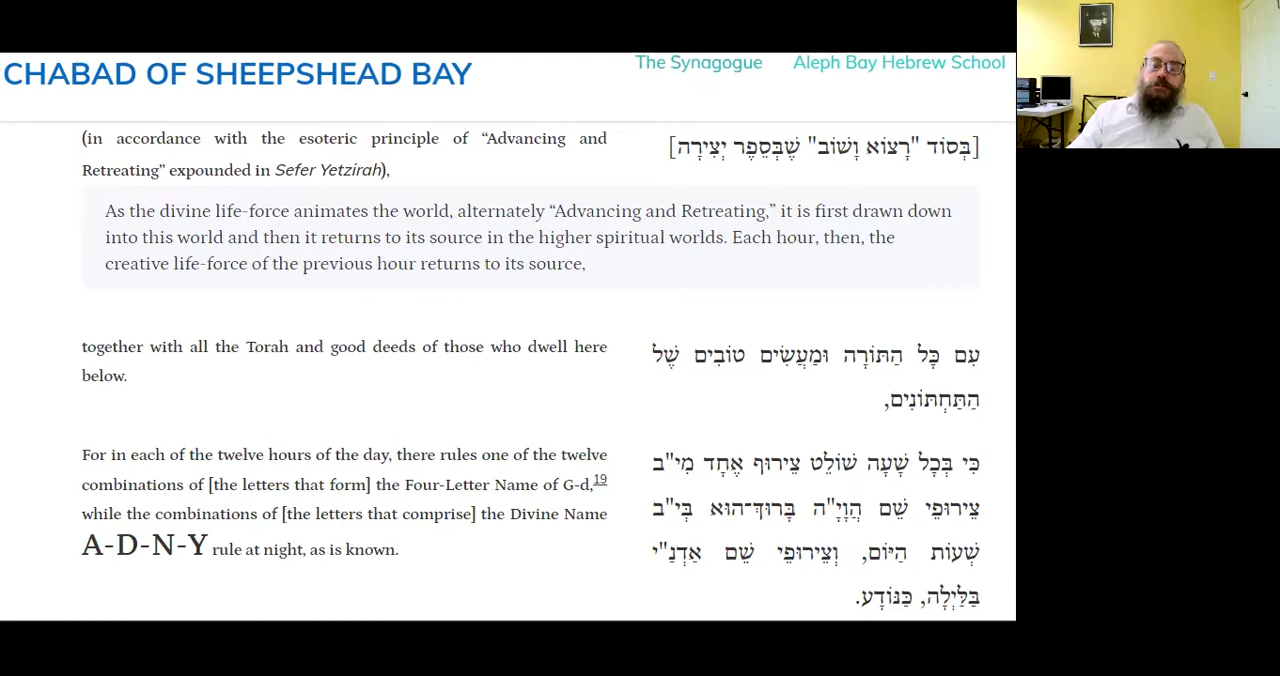 CHABAD OF SHEEPSHEAD BAY
The Synagogue Aleph Bay Hebrew School
(in accordance with the esoteric principle of “Advancing and
Retreating” expounded in Sefer Yetzirah),
[בְּסוֹד "רָצוֹא וָשׁוֹב" שֶׁבְּסֵפֶר יְצִירָה]
As the divine life-force animates the world, alternately “Advancing and Retreating,” it is first drawn down
into this world and then it returns to its source in the higher spiritual worlds. Each hour, then, the
creative life-force of the previous hour returns to its source,
together with all the Torah and good deeds of those who dwell here
below.
עִם כָּל הַתּוֹרָה וּמַעֲשִׂים טוֹבִים שֶׁל
הַתַּחְתּוֹנִים,
For in each of the twelve hours of the day, there rules one of the twelve
combinations of [the letters that form] the Four-Letter Name of G-d,19
while the combinations of [the letters that comprise] the Divine Name
A-D-N-Y rule at night, as is known.
כִּי בְּכָל שָׁעָה שׁוֹלֵט צֵירוּף אֶחָד מִי"ב
צֵירוּפֵי שֵׁם הֲוָיָ"ה בָּרוּךְ־הוּא בְּי"ב
שְׁעוֹת הַיּוֹם, וְצֵירוּפֵי שֵׁם אַדְנָ"י
בַּלַּיְלָה, כַּנּוֹדָע.